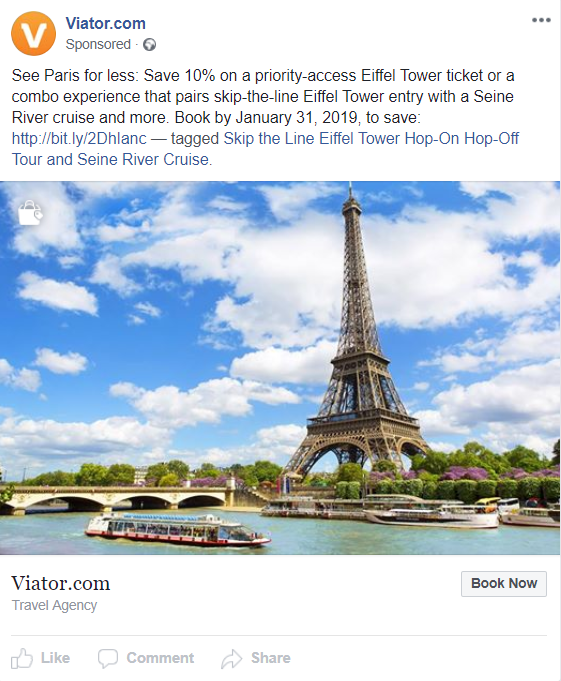 V
Viator.com
Sponsored ·
See Paris for less: Save 10% on a priority-access Eiffel Tower ticket or a
combo experience that pairs skip-the-line Eiffel Tower entry with a Seine
River cruise and more. Book by January 31, 2019, to save:
http://bit.ly/2Dhlanc — tagged Skip the Line Eiffel Tower Hop-On Hop-Off
Tour and Seine River Cruise.
Viator.com
Book Now
Travel Agency
Like Comment Share